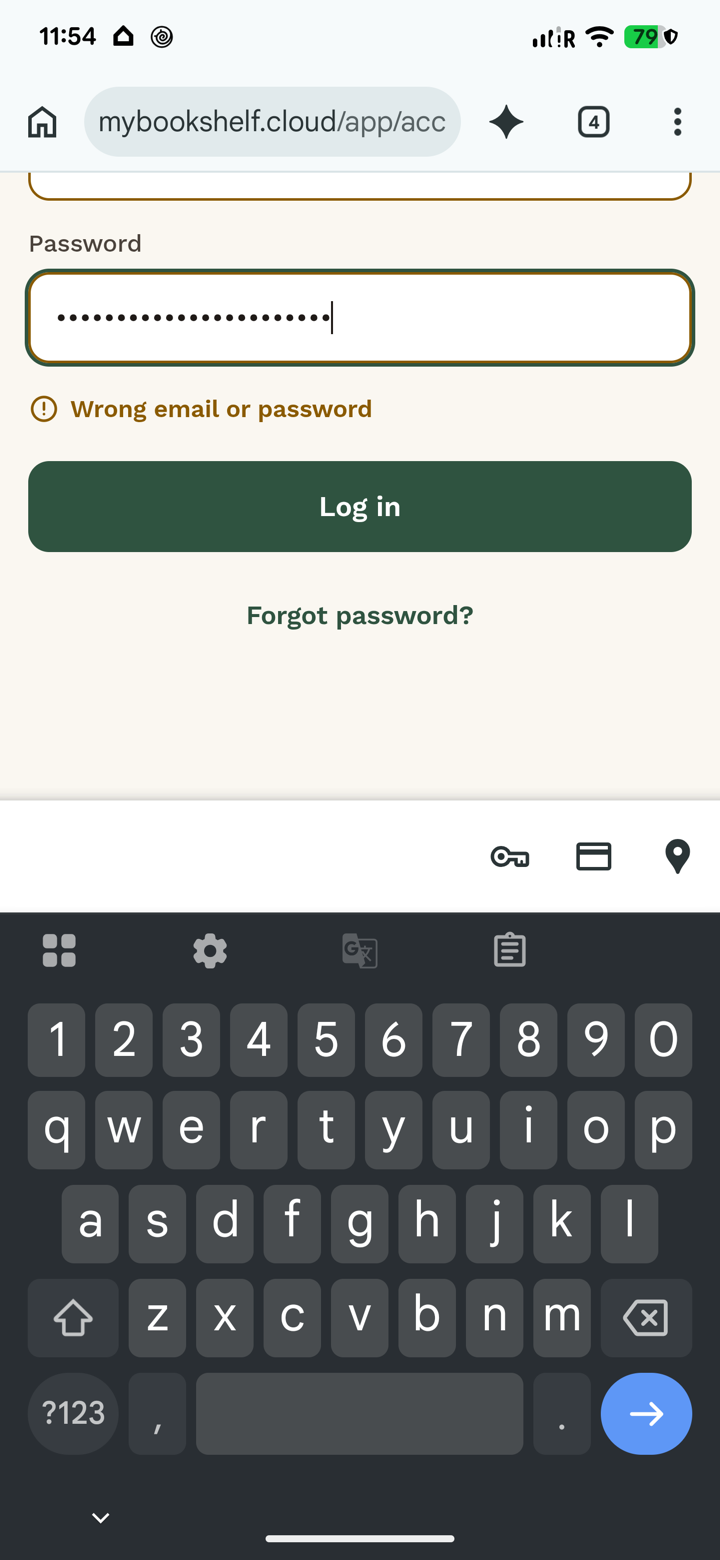 11:54
R
79
mybookshelf.cloud/app/acc
4
Password
•••••••••••••••••••••••
Wrong email or password
Log in
Forgot password?
G
1 2 3 4 5 6 7 8 9 0
q w e r t y u i o p
a s d f g h j k l
z x c v b n m
?123 , .